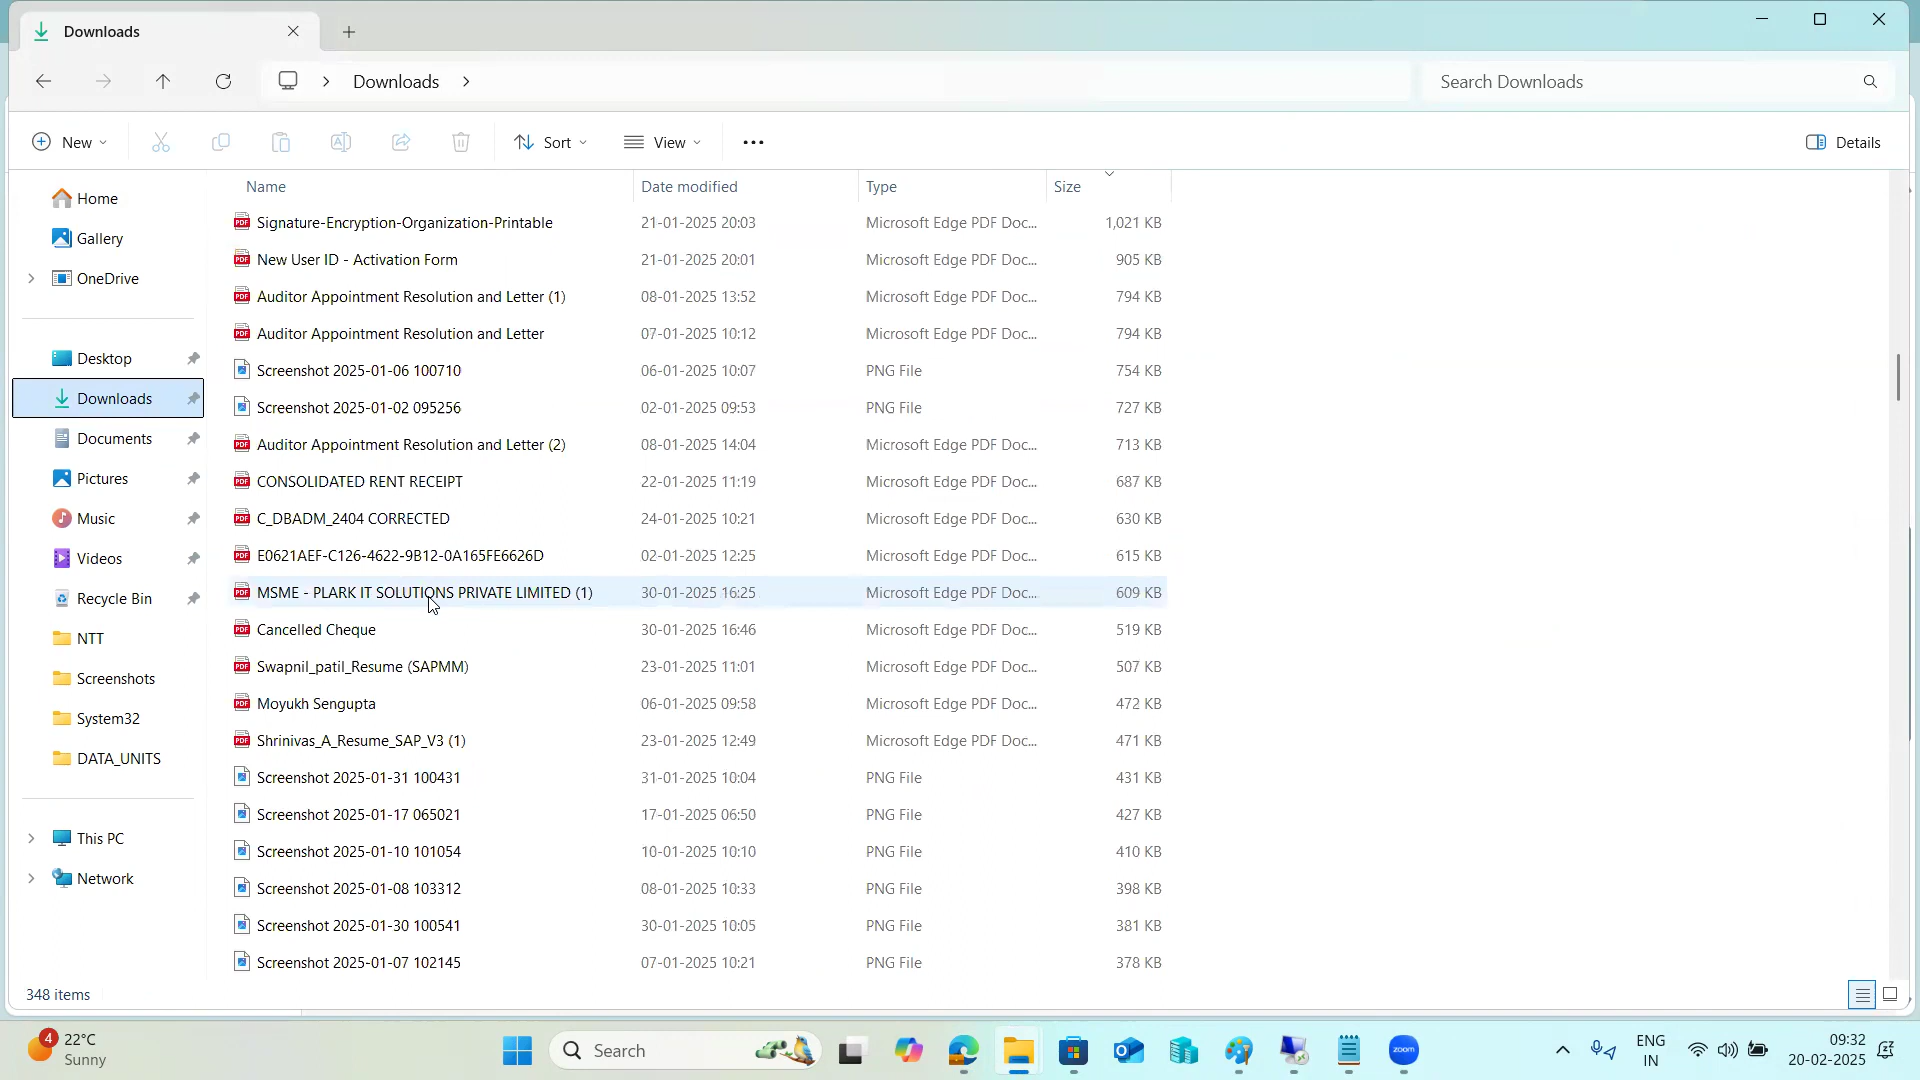 Downloads
Downloads
Search Downloads
New
Sort
View
Details
Name Date modified Type Size
Home
Gallery
OneDrive
Desktop
Downloads
Documents
Pictures
Music
Videos
Recycle Bin
NTT
Screenshots
System32
DATA_UNITS
This PC
Network
Signature-Encryption-Organization-Printable 21-01-2025 20:03 Microsoft Edge PDF Doc... 1,021 KB
New User ID - Activation Form 21-01-2025 20:01 Microsoft Edge PDF Doc... 905 KB
Auditor Appointment Resolution and Letter (1) 08-01-2025 13:52 Microsoft Edge PDF Doc... 794 KB
Auditor Appointment Resolution and Letter 07-01-2025 10:12 Microsoft Edge PDF Doc... 794 KB
Screenshot 2025-01-06 100710 06-01-2025 10:07 PNG File 754 KB
Screenshot 2025-01-02 095256 02-01-2025 09:53 PNG File 727 KB
Auditor Appointment Resolution and Letter (2) 08-01-2025 14:04 Microsoft Edge PDF Doc... 713 KB
CONSOLIDATED RENT RECEIPT 22-01-2025 11:19 Microsoft Edge PDF Doc... 687 KB
C_DBADM_2404 CORRECTED 24-01-2025 10:21 Microsoft Edge PDF Doc... 630 KB
E0621AEF-C126-4622-9B12-0A165FE6626D 02-01-2025 12:25 Microsoft Edge PDF Doc... 615 KB
MSME - PLARK IT SOLUTIONS PRIVATE LIMITED (1) 30-01-2025 16:25 Microsoft Edge PDF Doc... 609 KB
Cancelled Cheque 30-01-2025 16:46 Microsoft Edge PDF Doc... 519 KB
Swapnil_patil_Resume (SAPMM) 23-01-2025 11:01 Microsoft Edge PDF Doc... 507 KB
Moyukh Sengupta 06-01-2025 09:58 Microsoft Edge PDF Doc... 472 KB
Shrinivas_A_Resume_SAP_V3 (1) 23-01-2025 12:49 Microsoft Edge PDF Doc... 471 KB
Screenshot 2025-01-31 100431 31-01-2025 10:04 PNG File 431 KB
Screenshot 2025-01-17 065021 17-01-2025 06:50 PNG File 427 KB
Screenshot 2025-01-10 101054 10-01-2025 10:10 PNG File 410 KB
Screenshot 2025-01-08 103312 08-01-2025 10:33 PNG File 398 KB
Screenshot 2025-01-30 100541 30-01-2025 10:05 PNG File 381 KB
Screenshot 2025-01-07 102145 07-01-2025 10:21 PNG File 378 KB
348 items
4
22°C
Sunny
Search
zoom
ENG
IN
09:32
20-02-2025